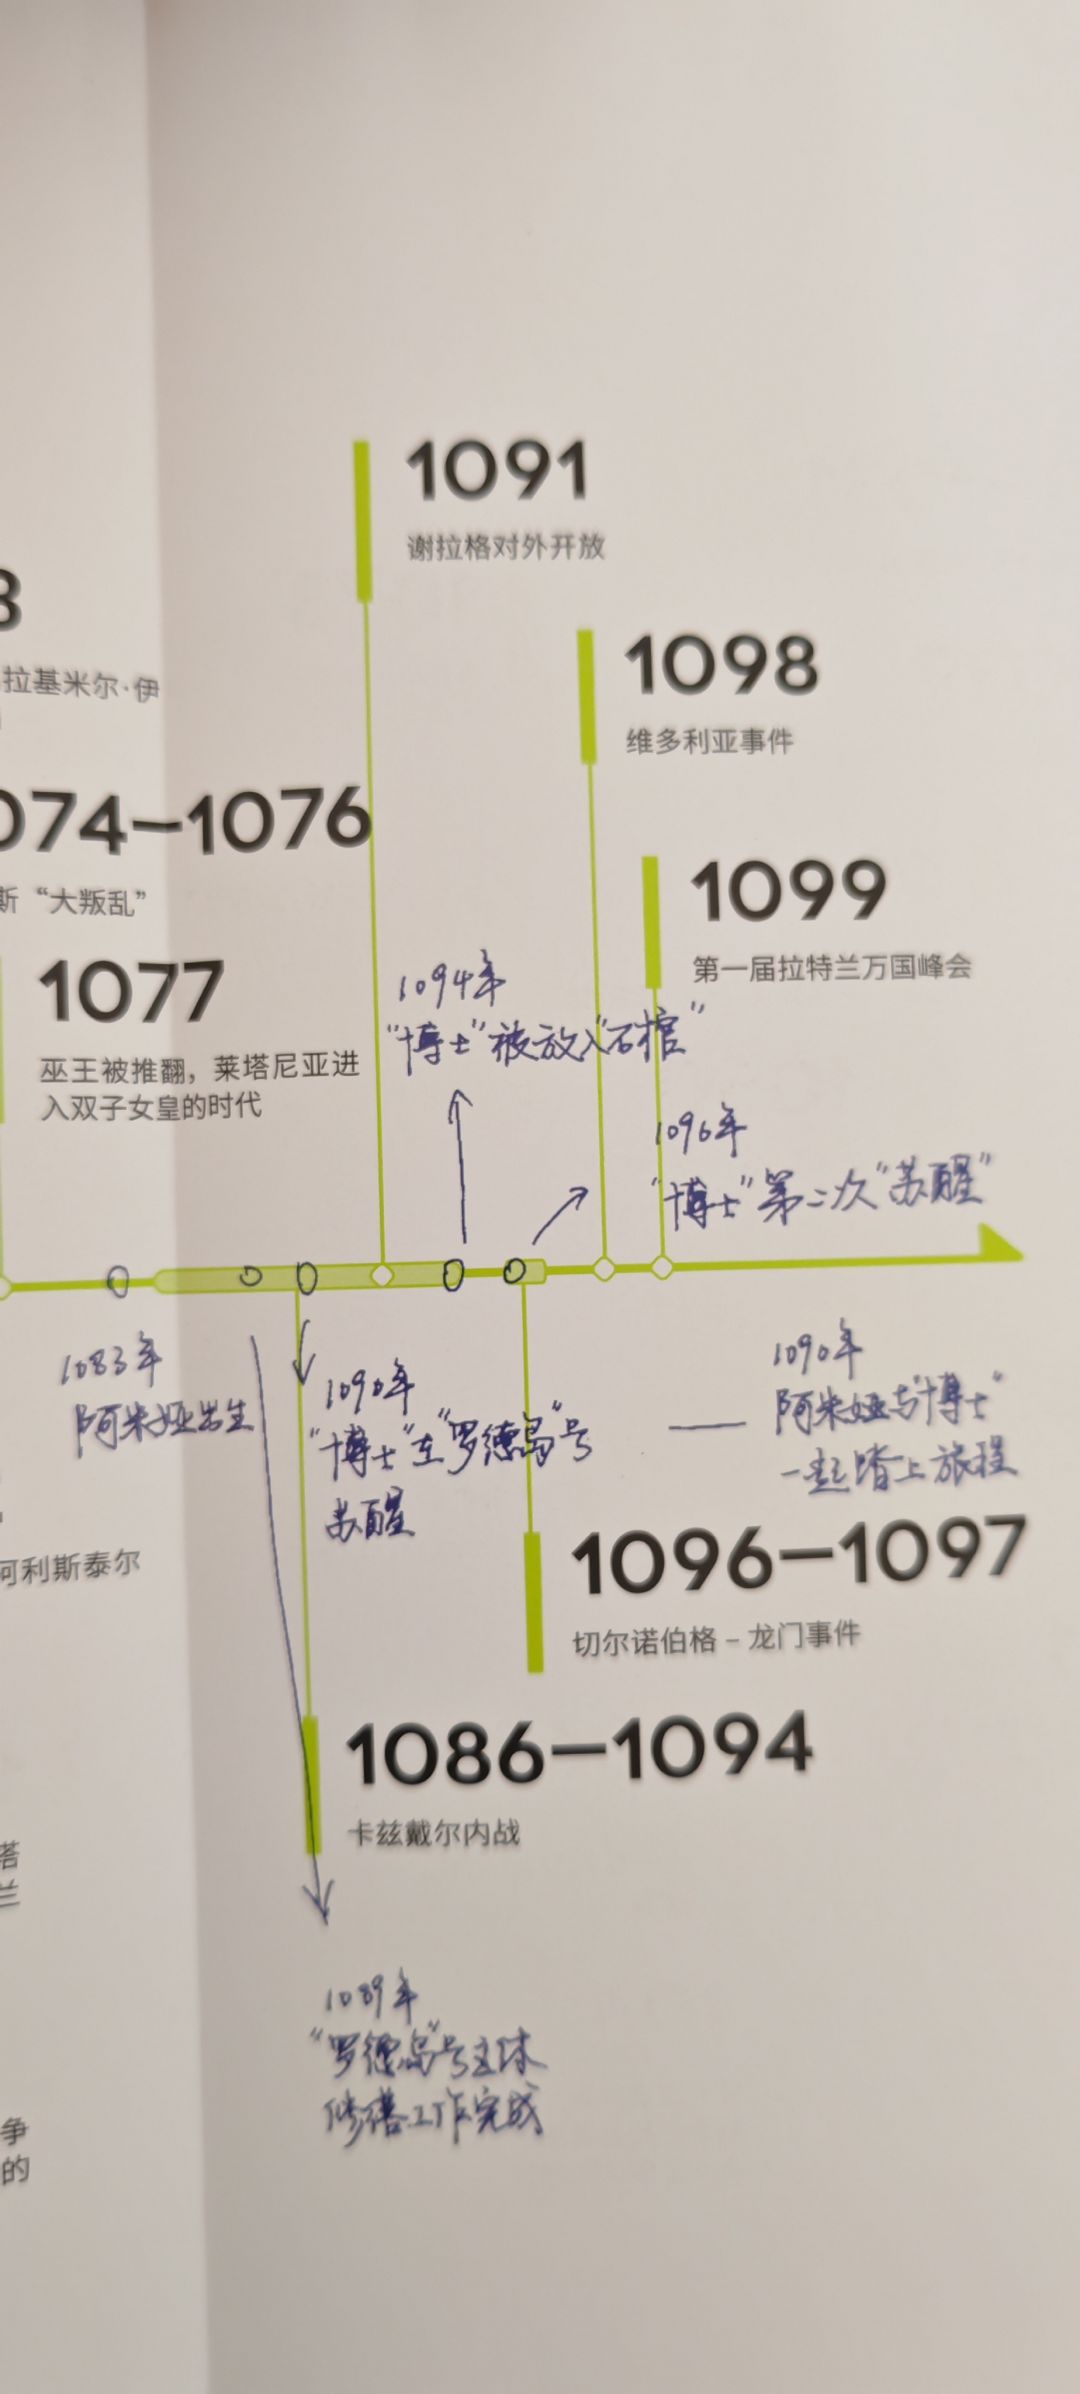 1091
谢拉格对外开放
1098
维多利亚事件
拉基米尔·伊
074–1076
斯“大叛乱”
1099
第一届拉特兰万国峰会
1077
巫王被推翻，莱塔尼亚进
入双子女皇的时代
1094年
“博士”被放入“石棺”
1096年
“博士”第二次“苏醒”
1083年
阿米娅出生
1090年
“博士”在“罗德岛”号
苏醒
1090年
阿米娅与“博士”
一起踏上旅程
阿利斯泰尔
1096–1097
切尔诺伯格 – 龙门事件
1086–1094
卡兹戴尔内战
塔
兰
1089年
“罗德岛”号主体
修缮工作完成
争
的